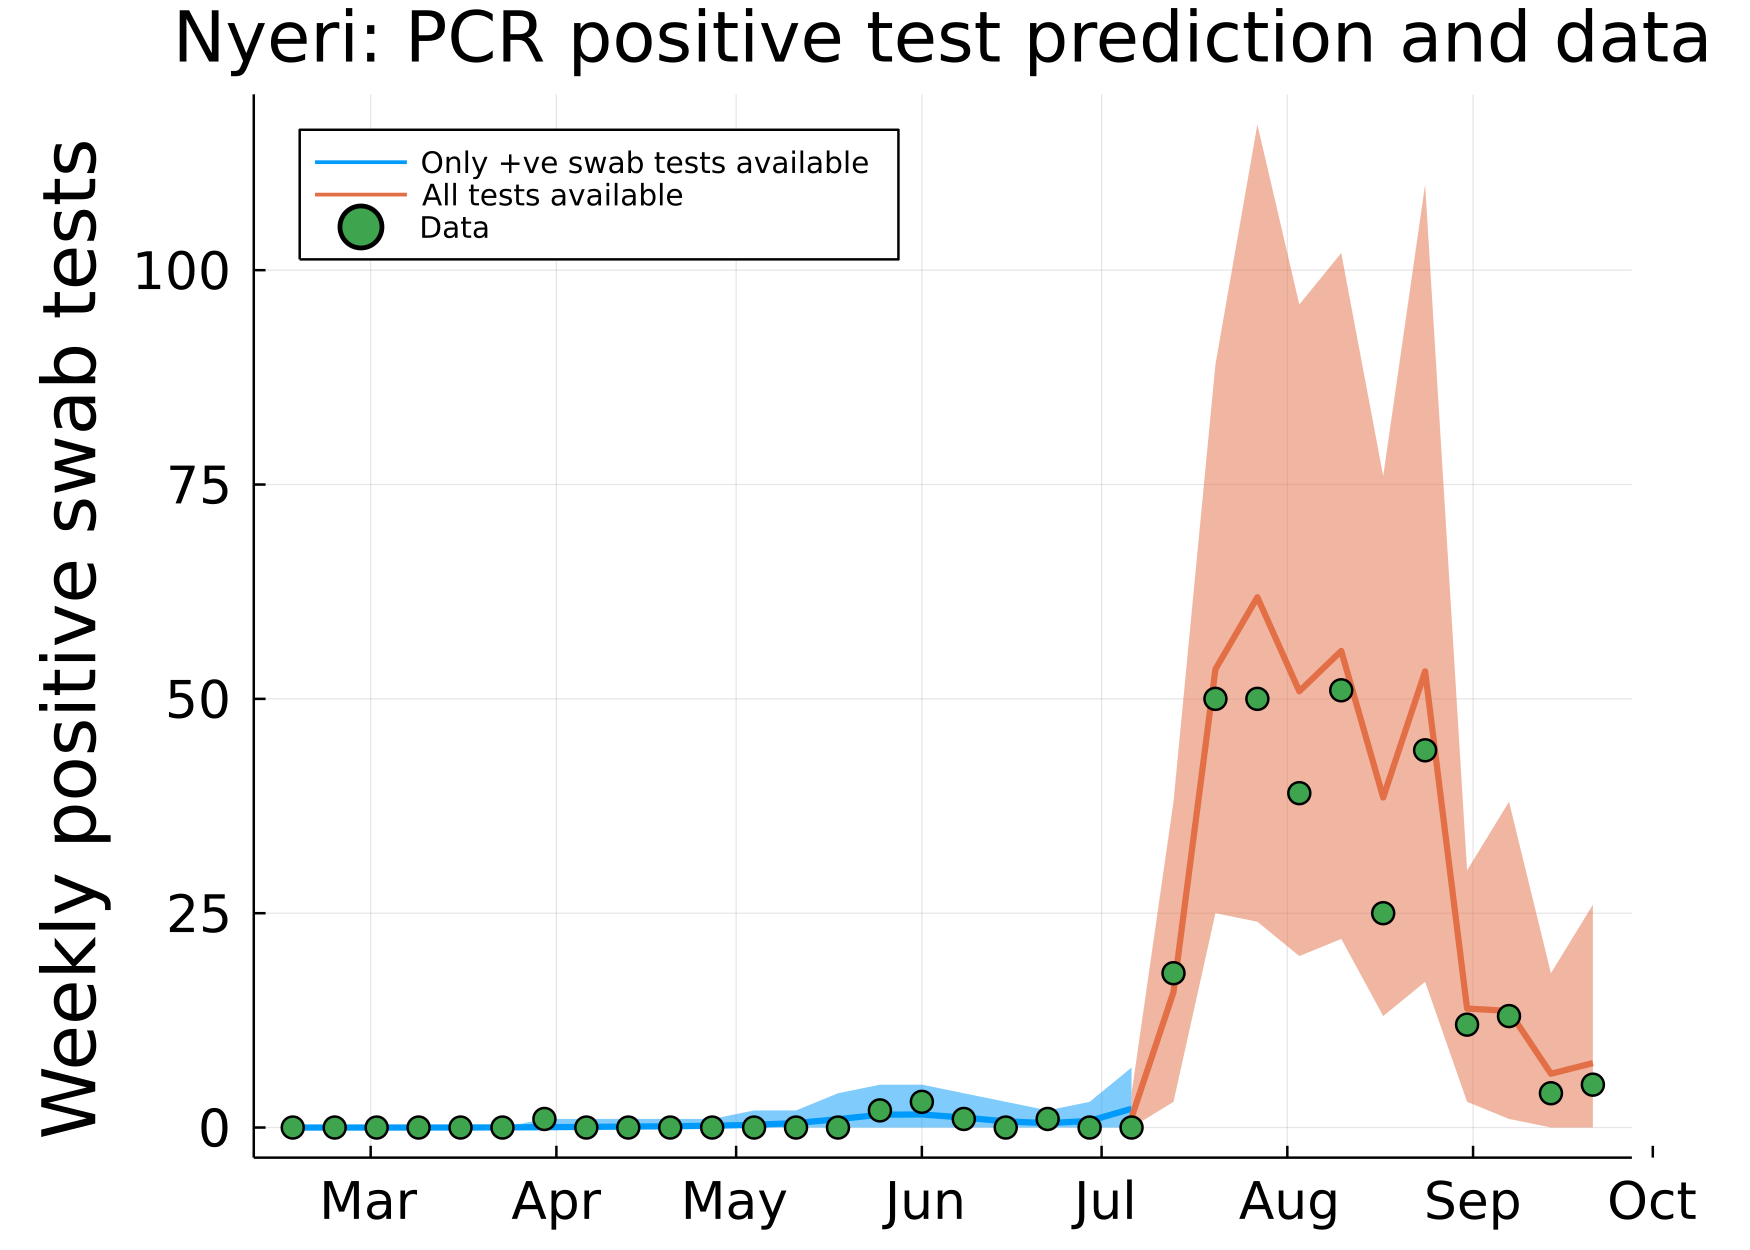 Nyeri: PCR positive test prediction and data
Weekly positive swab tests
Only +ve swab tests available
All tests available
Data
100
75
50
25
0
Mar Apr May Jun Jul Aug Sep Oct